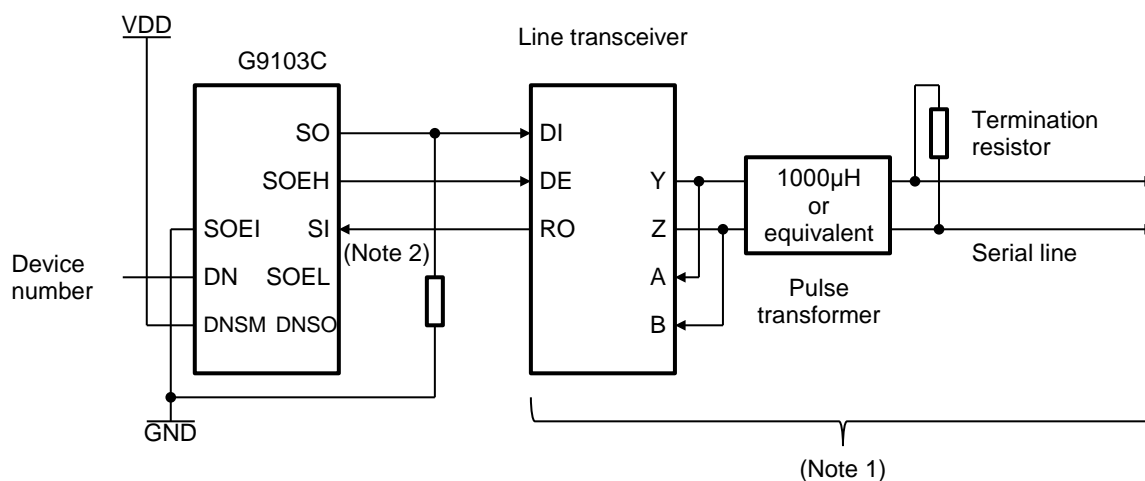 VDD
G9103C
Line transceiver
SO
SOEH
SOEI SI
DN SOEL
DNSM DNSO
Device
number
GND
(Note 2)
DI
DE Y
RO Z
A
B
1000µH
or
equivalent
Pulse
transformer
Termination
resistor
Serial line
(Note 1)